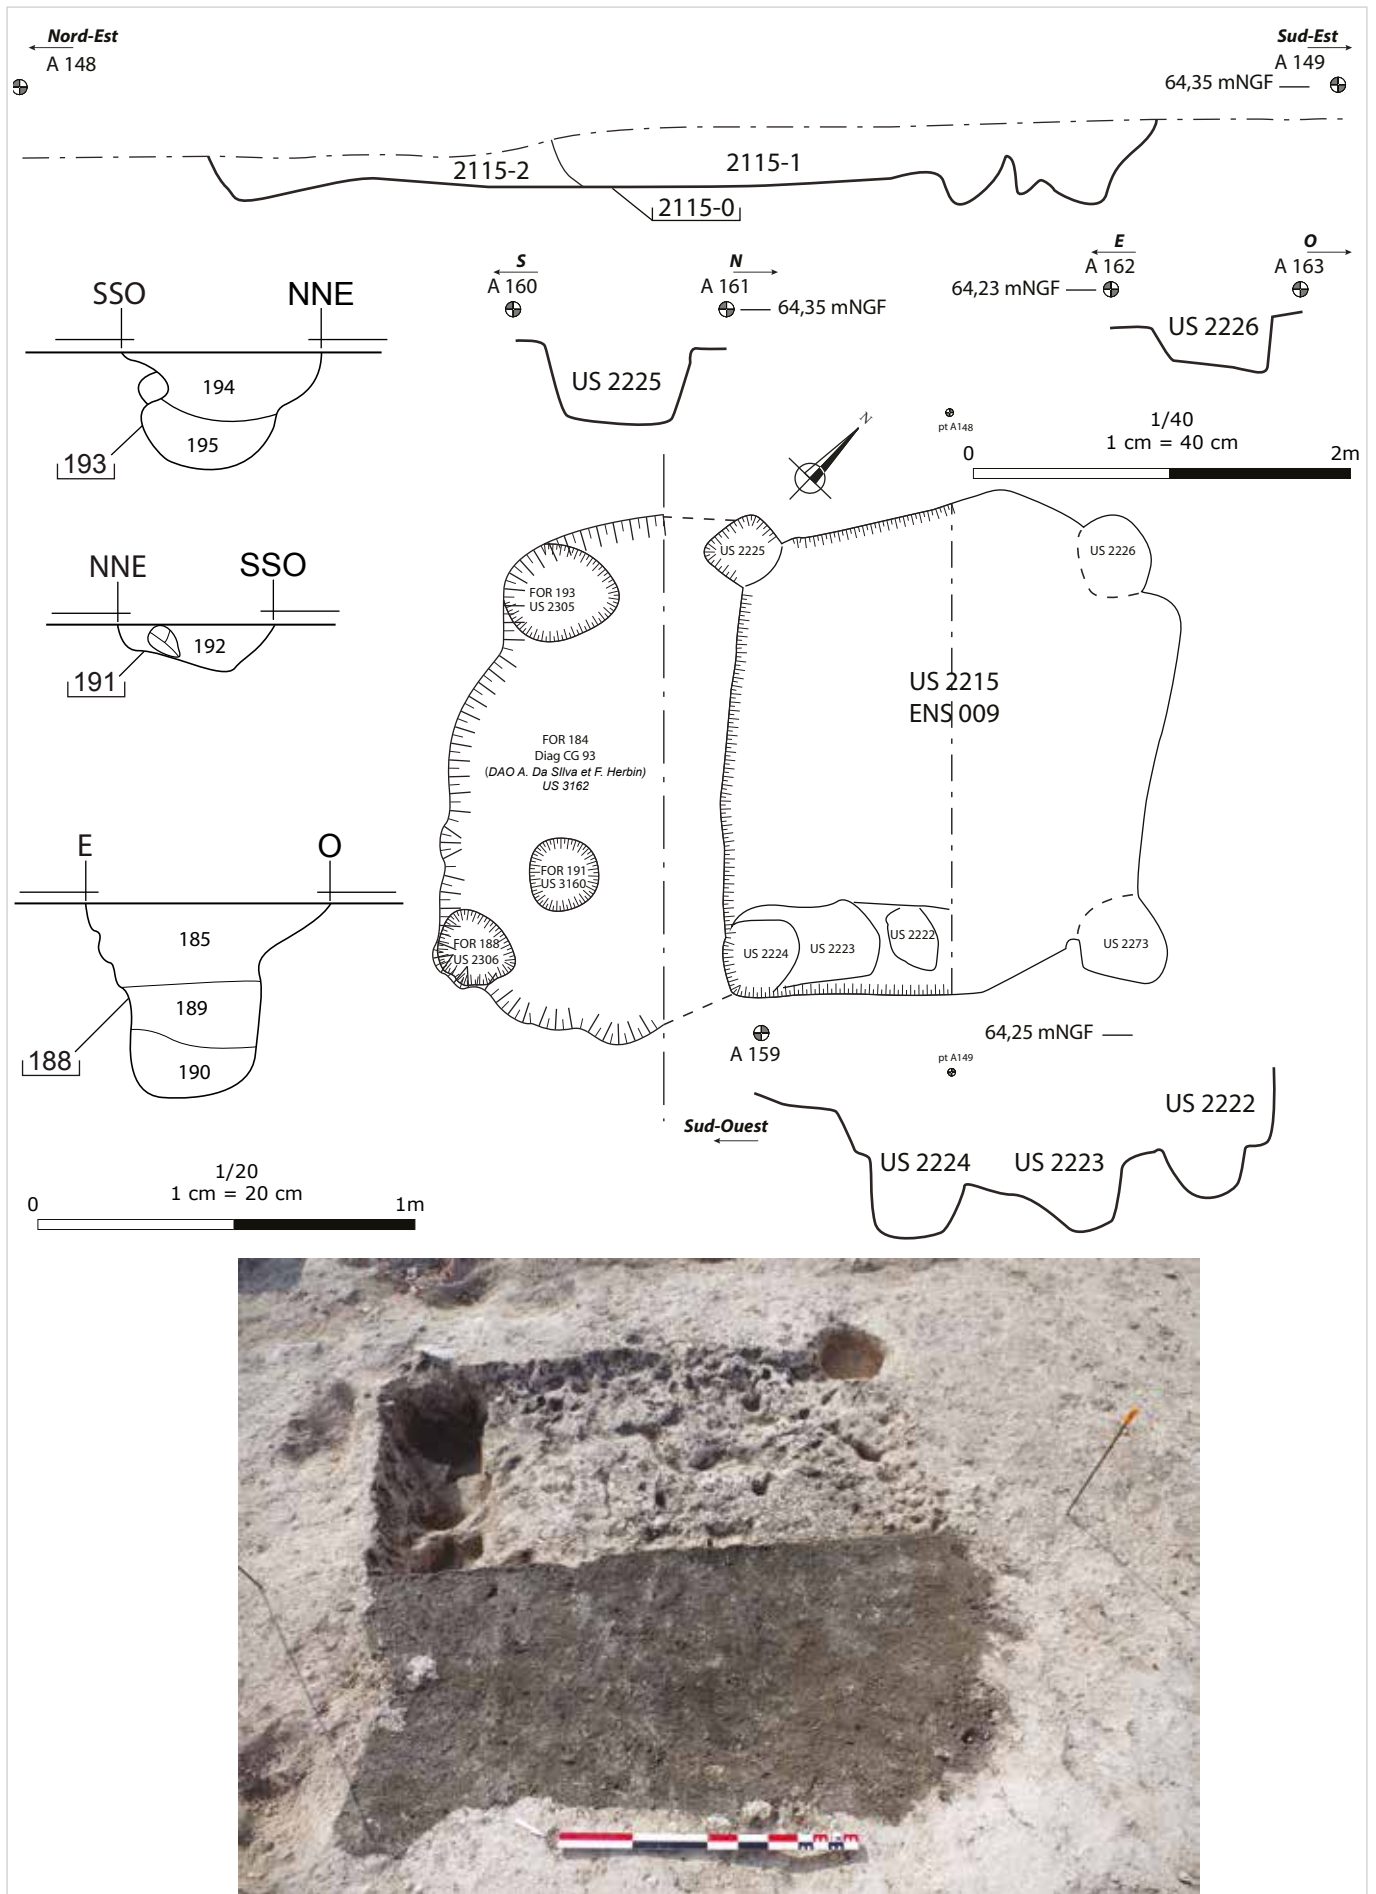 Nord-Est
A 148
Sud-Est
A 149
64,35 mNGF
2115-2
2115-1
2115-0
SSO
NNE
194
195
193
S
N
A 160
A 161
64,35 mNGF
US 2225
E
O
A 162
A 163
64,23 mNGF
US 2226
1/40
1 cm = 40 cm
0
2m
N
pt A148
NNE
SSO
192
191
US 2225
US 2226
FOR 193
US 2305
US 2215
ENS 009
FOR 184
Diag CG 93
(DAO A. Da SIlva et F. Herbin)
US 3162
FOR 191
US 3160
FOR 188
US 2306
US 2224
US 2223
US 2222
US 2273
E
O
185
189
190
188
A 159
64,25 mNGF
pt A149
Sud-Ouest
US 2224
US 2223
US 2222
1/20
1 cm = 20 cm
0
1m